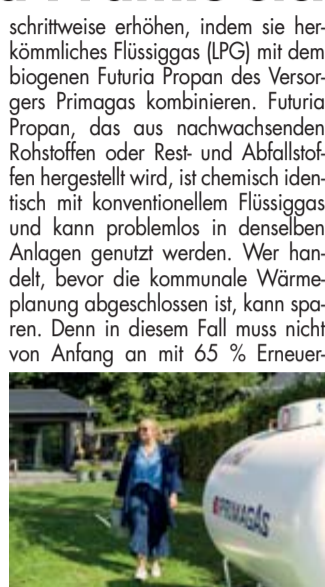 schrittweise erhöhen, indem sie her-
kömmliches Flüssiggas (LPG) mit dem
biogenen Futuria Propan des Versor-
gers Primagas kombinieren. Futuria
Propan, das aus nachwachsenden
Rohstoffen oder Rest- und Abfallstof-
fen hergestellt wird, ist chemisch iden-
tisch mit konventionellem Flüssiggas
und kann problemlos in denselben
Anlagen genutzt werden. Wer han-
delt, bevor die kommunale Wärme-
planung abgeschlossen ist, kann spa-
ren. Denn in diesem Fall muss nicht
von Anfang an mit 65 % Erneuer-
PRIMAGAS